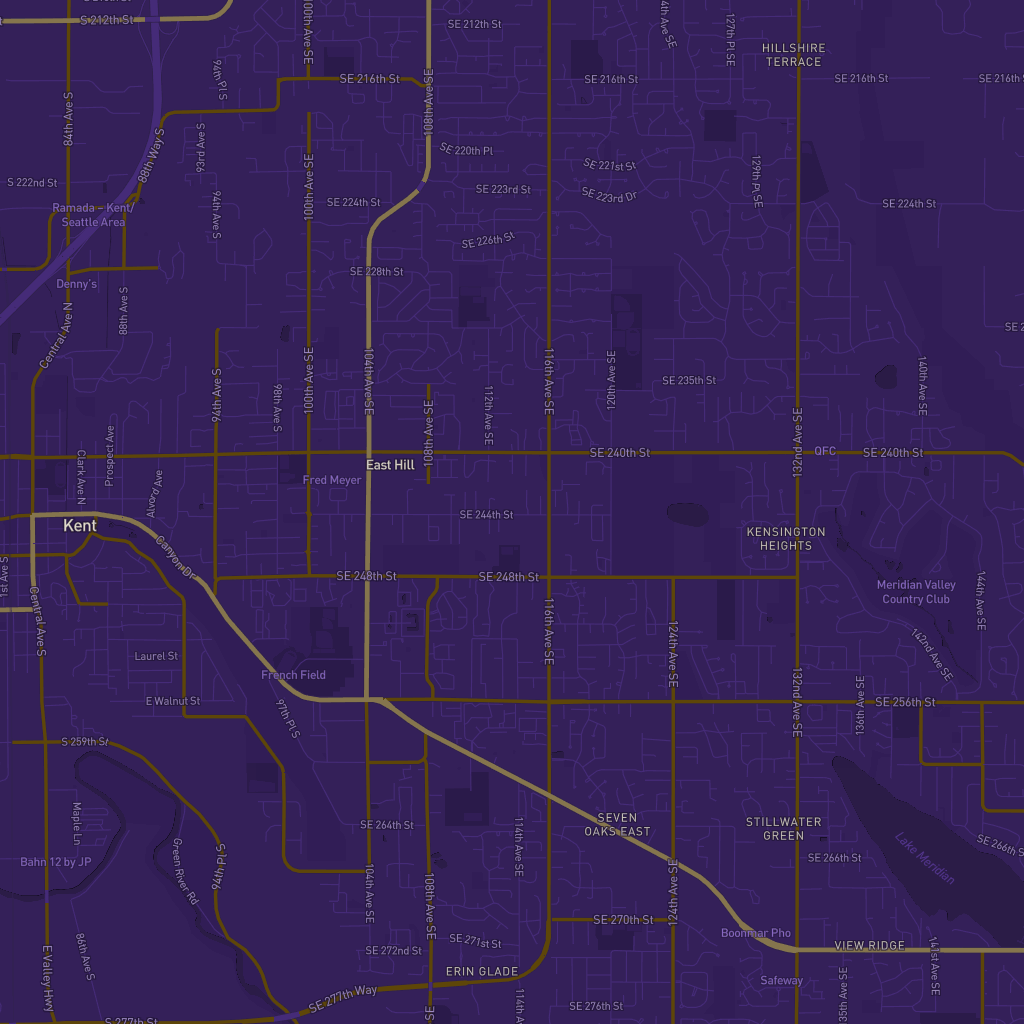 S 212th St
100th Ave SE
SE 212th St
127th Pl SE
HILLSHIRE
TERRACE
SE 216th St
SE 216th St
SE 216th St
SE 216th
96th Pl S
84th Ave S
108th Ave SE
88th Way S
93rd Ave S
SE 220th Pl
SE 221st St
129th Pl SE
S 222nd St
100th Ave SE
SE 223rd St
SE 223rd Dr
94th Ave S
SE 224th St
SE 224th St
Ramada – Kent/
Seattle Area
SE 226th St
SE 228th St
Denny's
88th Ave S
Central Ave N
94th Ave S
98th Ave S
100th Ave SE
104th Ave SE
108th Ave SE
112th Ave SE
116th Ave SE
120th Ave SE
SE 235th St
140th Ave SE
132nd Ave SE
Clark Ave N
Prospect Ave
Alvord Ave
SE 240th St
QFC
SE 240th St
East Hill
Fred Meyer
SE 244th St
Kent
Canyon Dr
KENSINGTON
HEIGHTS
1st Ave S
Central Ave S
SE 248th St
SE 248th St
Meridian Valley
Country Club
144th Ave SE
116th Ave SE
124th Ave SE
142nd Ave SE
Laurel St
French Field
E Walnut St
97th Pl S
132nd Ave SE
136th Ave SE
SE 256th St
S 259th St
Maple Ln
SE 264th St
114th Ave SE
SEVEN
OAKS EAST
STILLWATER
GREEN
Lake Meridian
SE 266th St
SE 266th St
Bahn 12 by JP
Green River Rd
94th Pl S
104th Ave SE
108th Ave SE
124th Ave SE
SE 270th St
Boonmar Pho
SE 271st St
SE 272nd St
VIEW RIDGE
141st Ave SE
E Valley Hwy
86th Ave S
ERIN GLADE
Safeway
SE 277th Way
SE 276th St
S 277th St